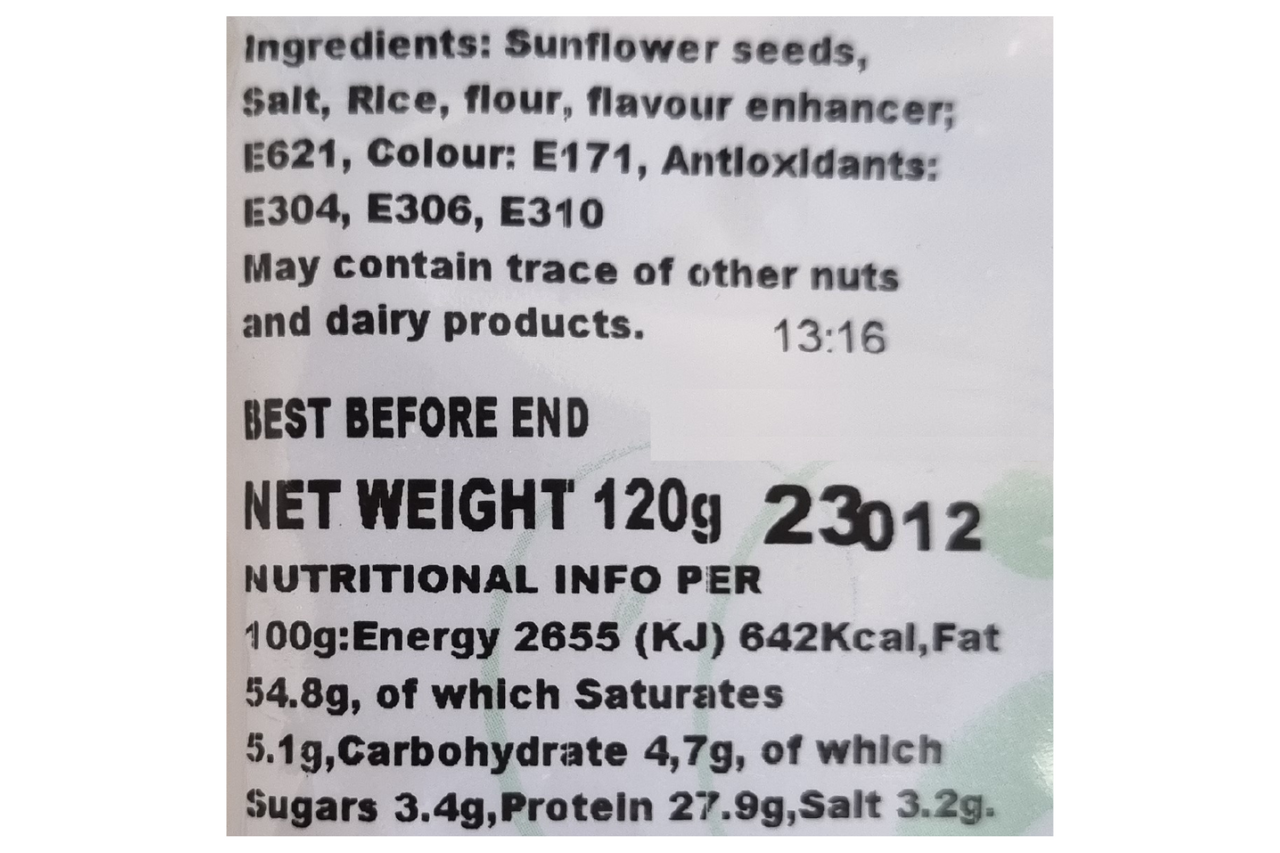 Ingredients: Sunflower seeds,
Salt, Rice, flour, flavour enhancer;
E621, Colour: E171, Antioxidants:
E304, E306, E310
May contain trace of other nuts
and dairy products. 13:16
BEST BEFORE END
NET WEIGHT 120g 23012
NUTRITIONAL INFO PER
100g:Energy 2655 (KJ) 642Kcal,Fat
54.8g, of which Saturates
5.1g,Carbohydrate 4,7g, of which
Sugars 3.4g,Protein 27.9g,Salt 3.2g.